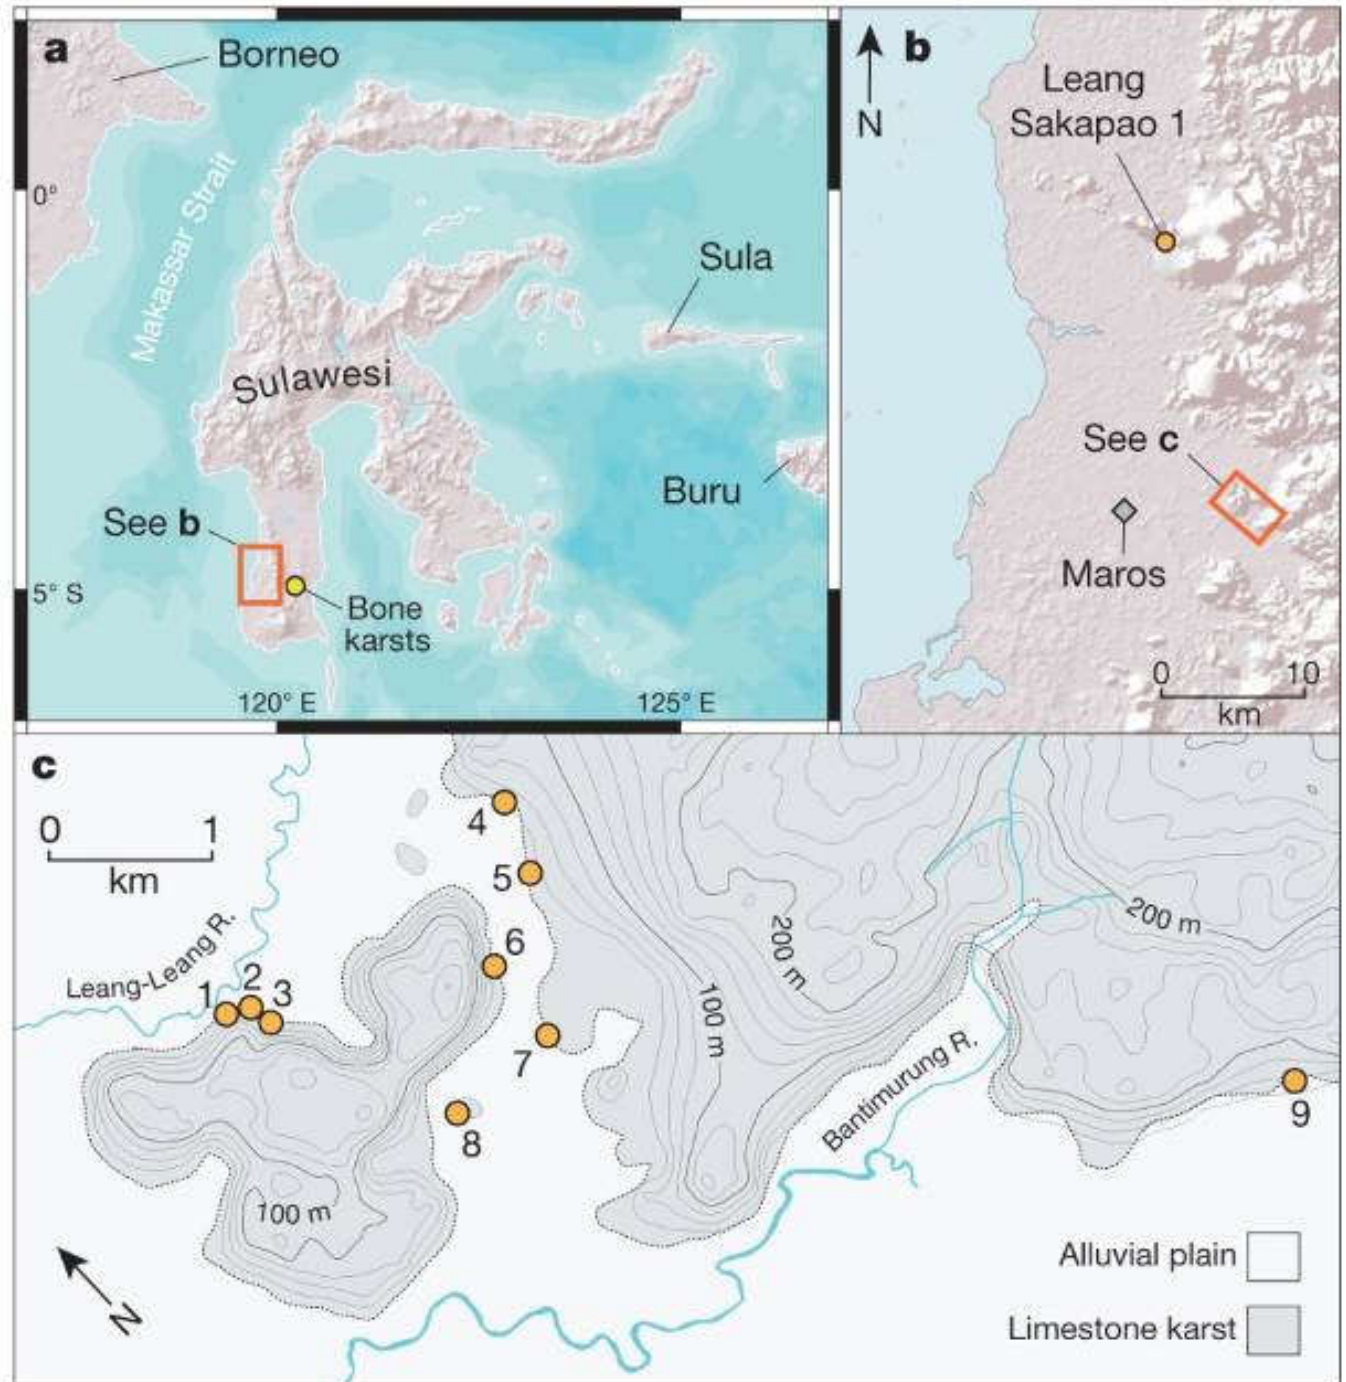 a
Borneo
Makassar Strait
0°
Sula
Sulawesi
Buru
See b
5° S
Bone
karsts
120° E
125° E
b
N
Leang
Sakapao 1
See c
Maros
0 10
km
c
0 1
km
Leang-Leang R.
1
2
3
4
5
6
7
8
9
200 m
200 m
100 m
100 m
Bantimurung R.
N
Alluvial plain
Limestone karst